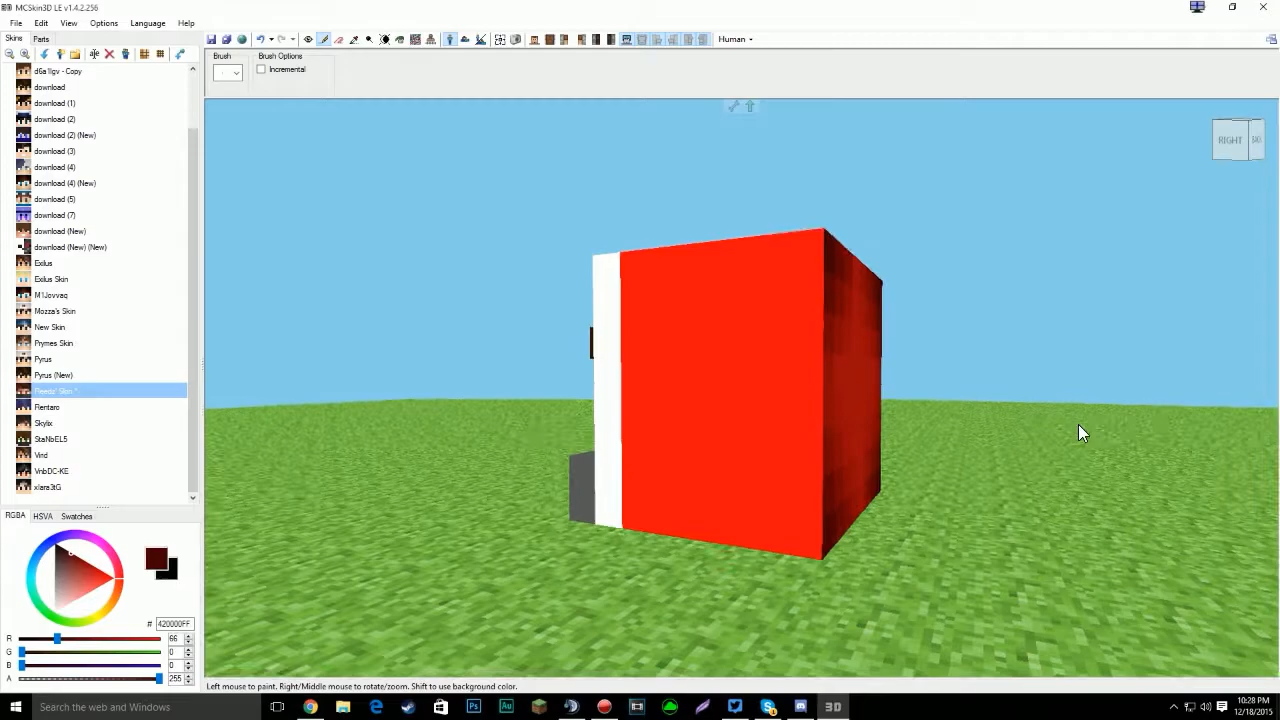 MCSkin3D LE v1.4.2.256
File Edit View Options Language Help
Skins Parts
Human
Brush Brush Options
Incremental
RIGHT
d6a1lgv - Copy
download
download (1)
download (2)
download (2) (New)
download (3)
download (4)
download (4) (New)
download (5)
download (7)
download (New)
download (New) (New)
Exilus
Exilus Skin
M1Jovvaq
Mozza's Skin
New Skin
Prymes Skin
Pyrus
Pyrus (New)
Skin *
Rentaro
Skylix
StaNbEL5
Vind
VnbDC-KE
xIara3tG
RGBA HSVA Swatches
# 420000FF
R 66
G 0
B 0
A 255
Left mouse to paint. Right/Middle mouse to rotate/zoom. Shift to use background color.
Search the web and Windows
10:28 PM
12/18/2015